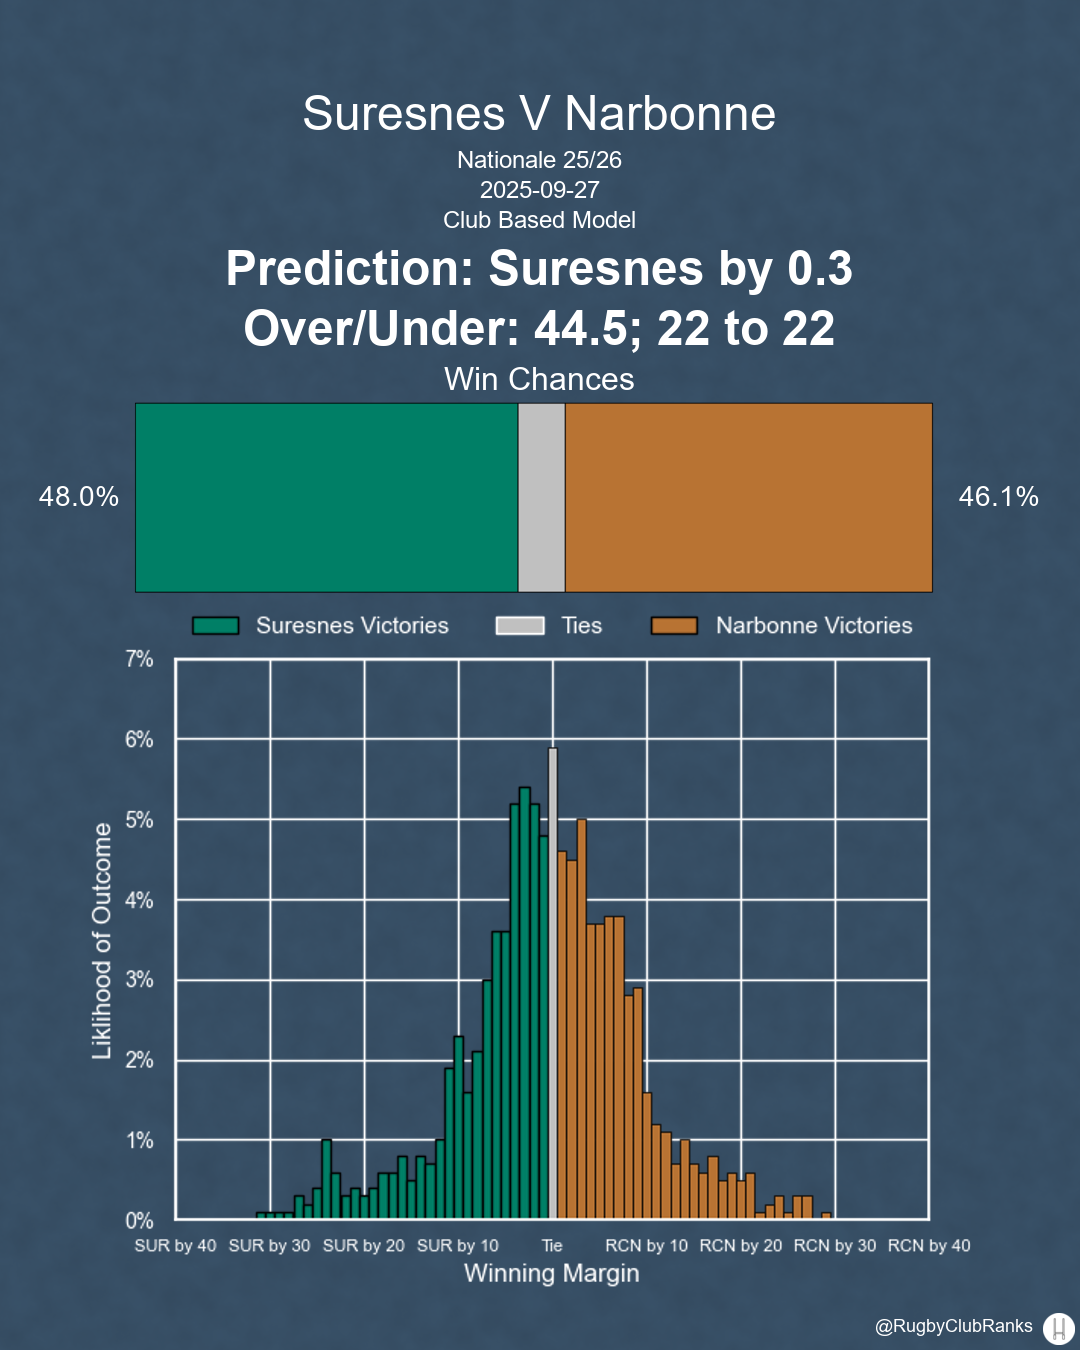 Suresnes V Narbonne
Nationale 25/26
2025-09-27
Club Based Model
Prediction: Suresnes by 0.3
Over/Under: 44.5; 22 to 22
Win Chances
48.0%
46.1%
Suresnes Victories Ties Narbonne Victories
7%
6%
5%
4%
3%
2%
1%
0%
Liklihood of Outcome
SUR by 40 SUR by 30 SUR by 20 SUR by 10 Tie RCN by 10 RCN by 20 RCN by 30 RCN by 40
Winning Margin
@RugbyClubRanks